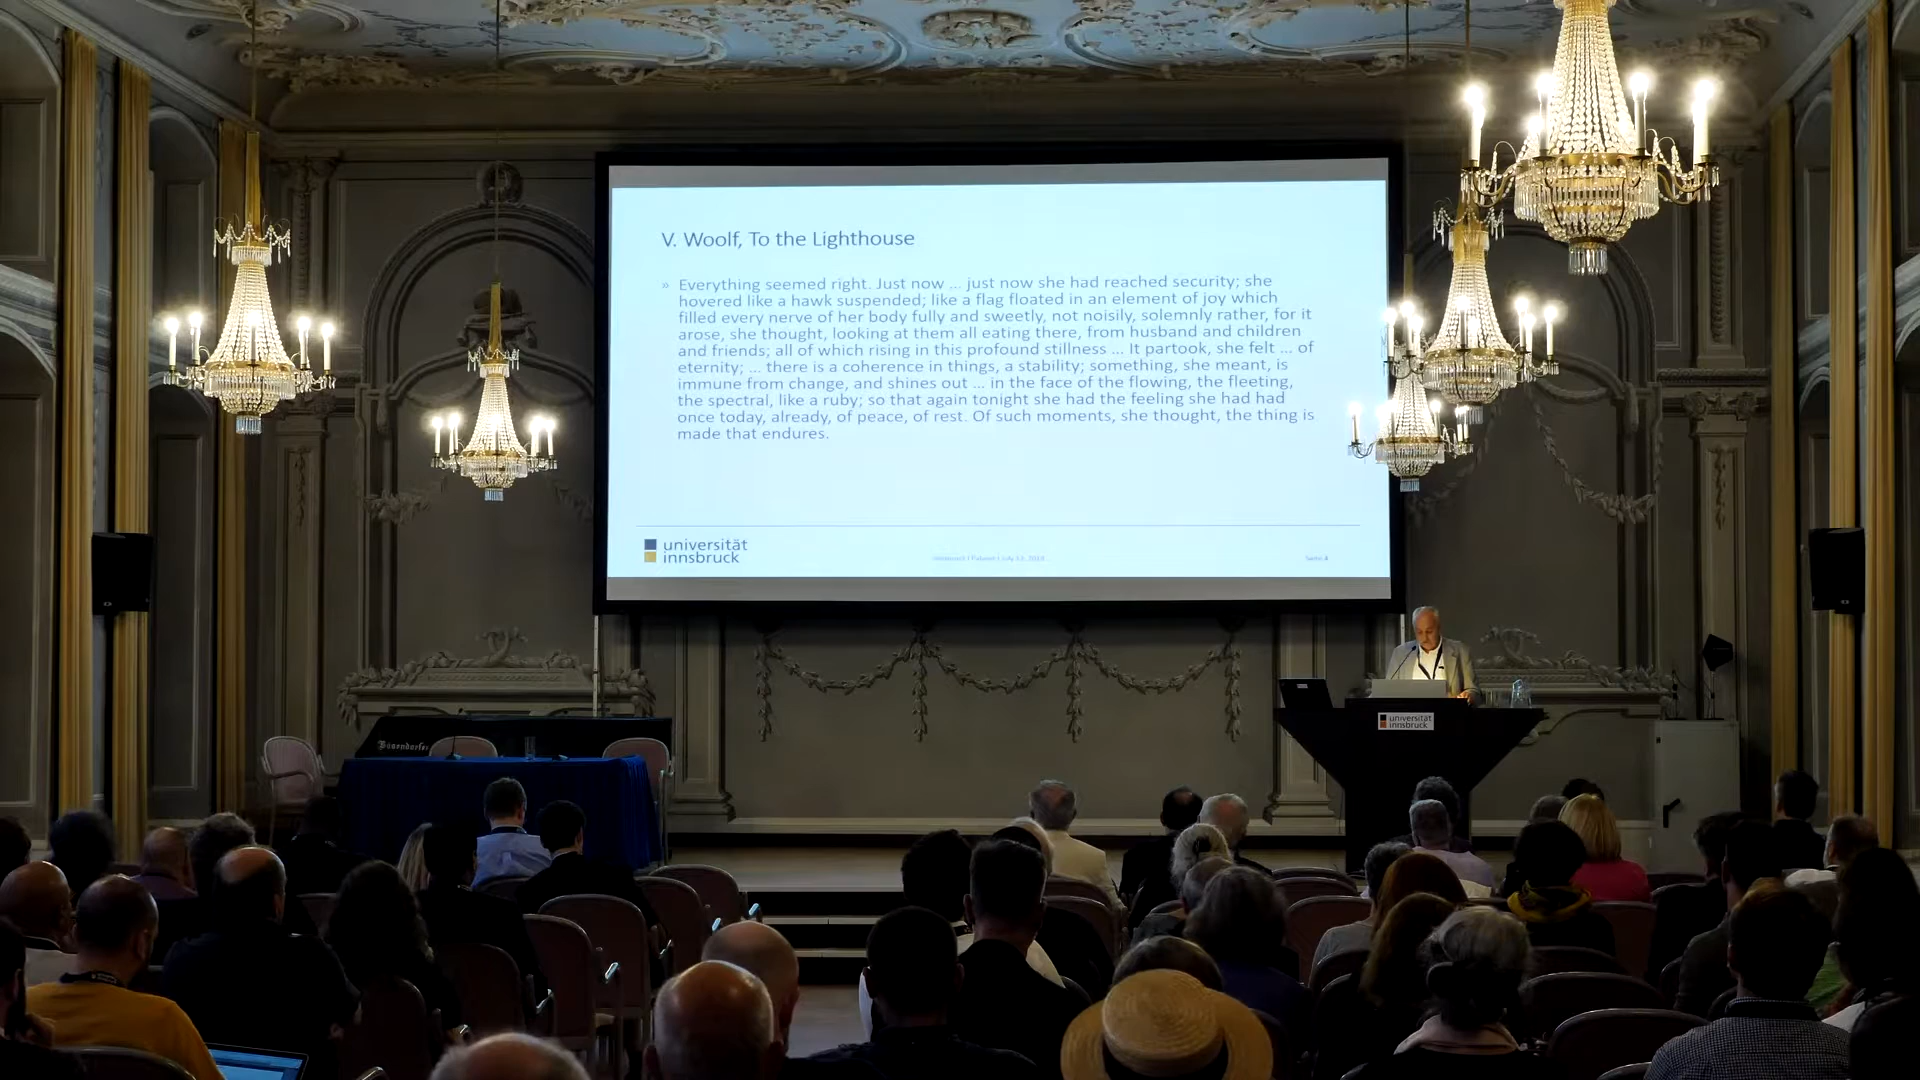 V. Woolf, To the Lighthouse
» Everything seemed right. Just now ... just now she had reached security; she
hovered like a hawk suspended; like a flag floated in an element of joy which
filled every nerve of her body fully and sweetly, not noisily, solemnly rather, for it
arose, she thought, looking at them all eating there, from husband and children
and friends; all of which rising in this profound stillness ... It partook, she felt ... of
eternity; ... there is a coherence in things, a stability; something, she meant, is
immune from change, and shines out ... in the face of the flowing, the fleeting,
the spectral, like a ruby; so that again tonight she had the feeling she had had
once today, already, of peace, of rest. Of such moments, she thought, the thing is
made that endures.
universität
innsbruck
Seite 4
universität
innsbruck
Bösendorfer